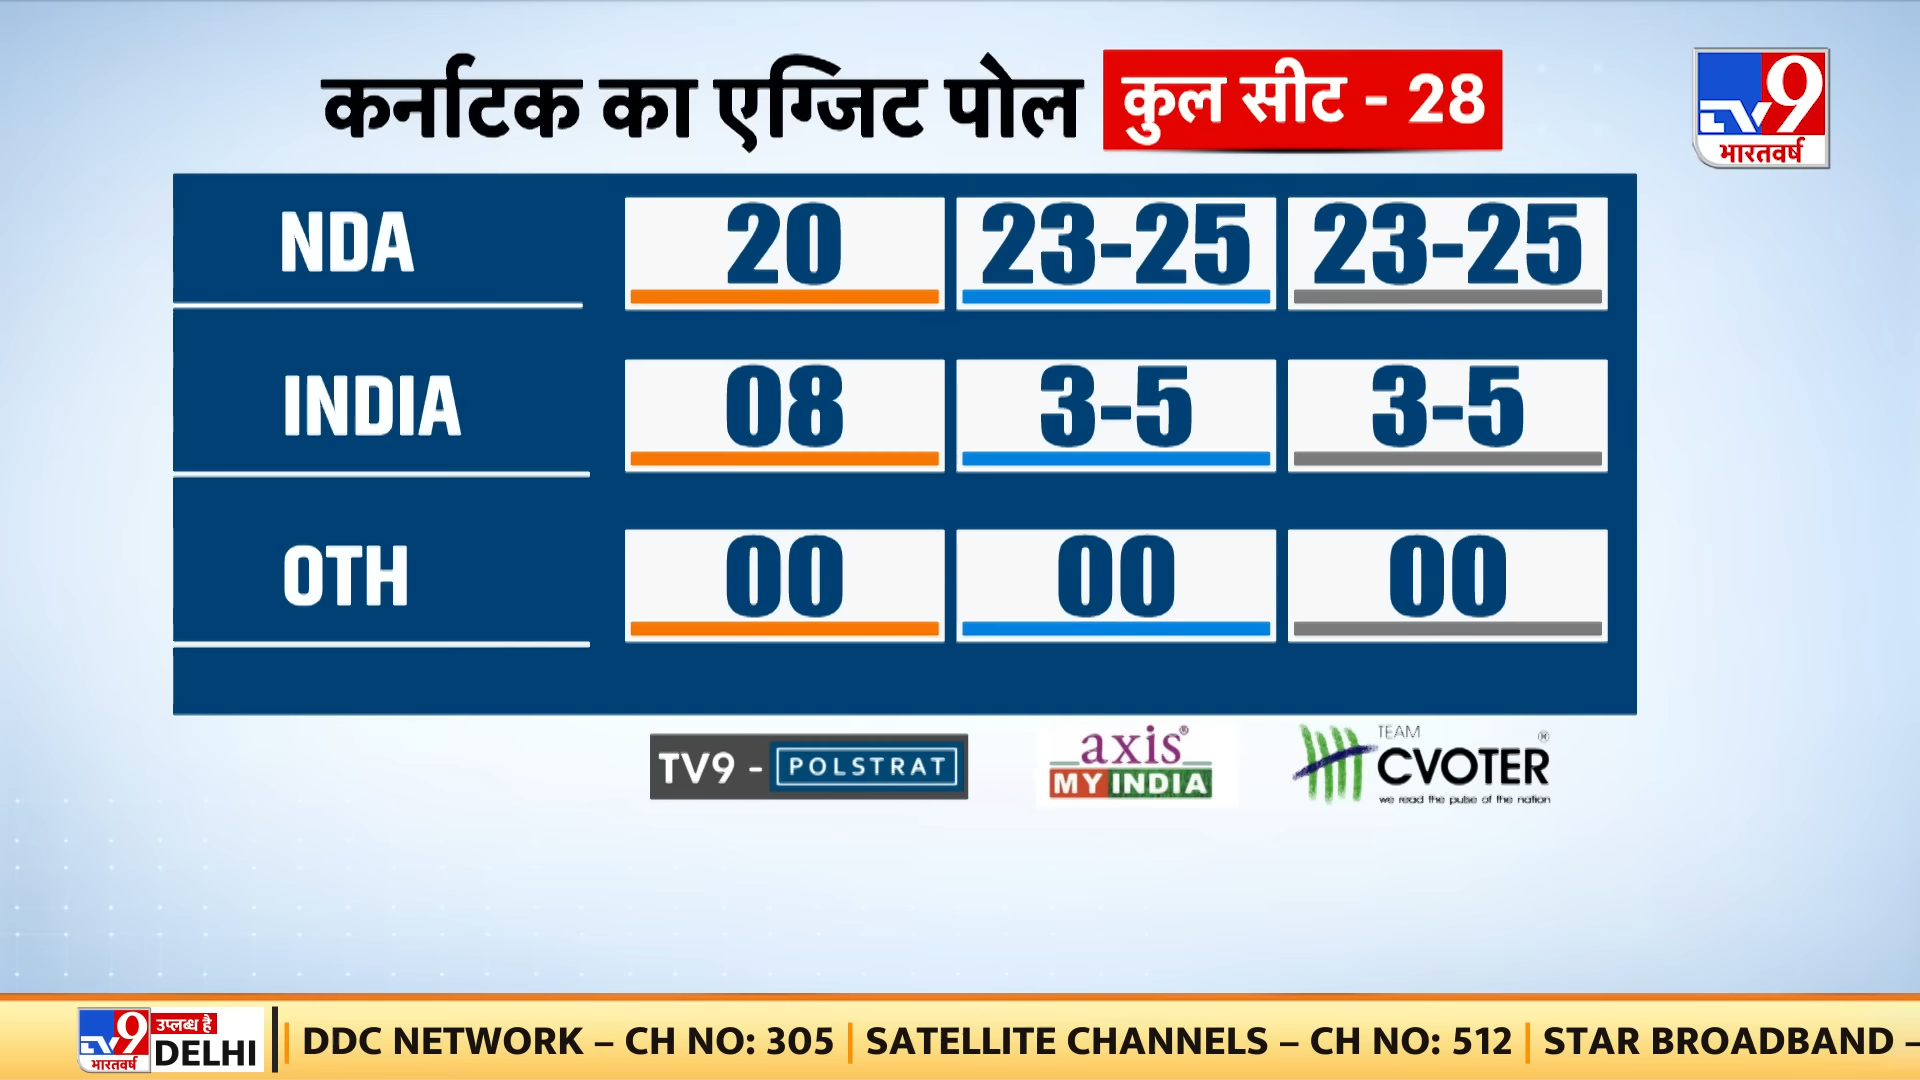 कर्नाटक का एग्जिट पोल कुल सीट - 28
TV9
भारतवर्ष
NDA 20 23-25 23-25
INDIA 08 3-5 3-5
OTH 00 00 00
TV9 - POLSTRAT
axis®
MY INDIA
TEAM
CVOTER®
we read the pulse of the nation
TV9 भारतवर्ष उप्लब्ध है DELHI
DDC NETWORK – CH NO: 305 | SATELLITE CHANNELS – CH NO: 512 | STAR BROADBAND –